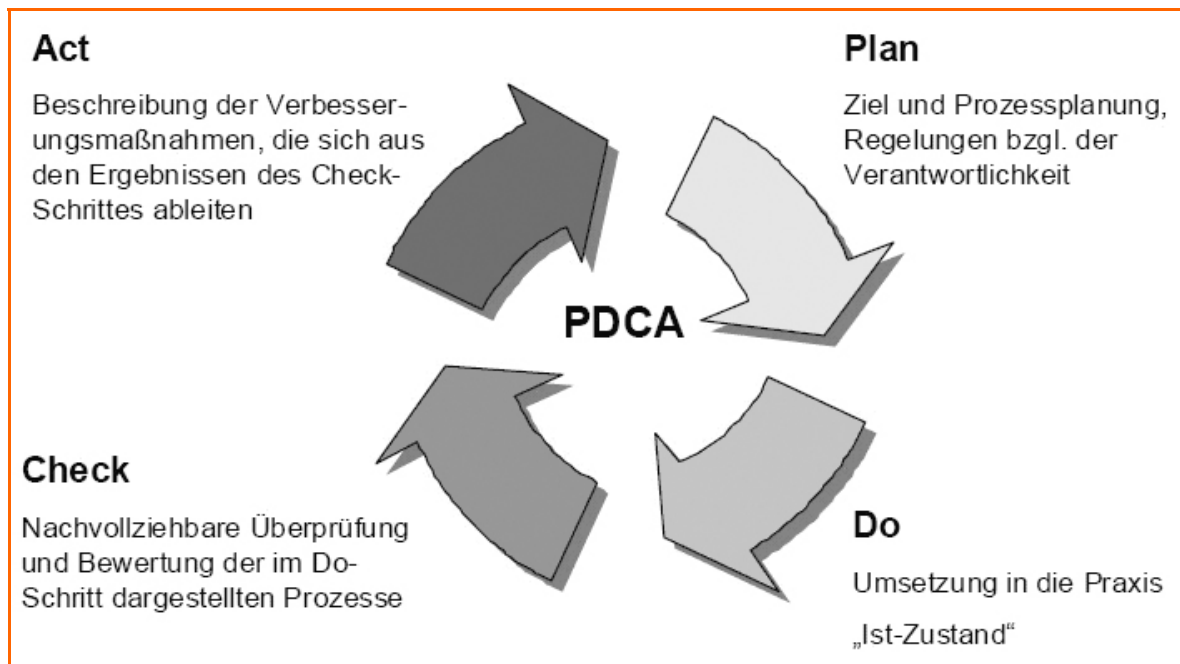 Act
Beschreibung der Verbesser-
ungsmaßnahmen, die sich aus
den Ergebnissen des Check-
Schrittes ableiten
Plan
Ziel und Prozessplanung,
Regelungen bzgl. der
Verantwortlichkeit
PDCA
Check
Nachvollziehbare Überprüfung
und Bewertung der im Do-
Schritt dargestellten Prozesse
Do
Umsetzung in die Praxis
„Ist-Zustand“